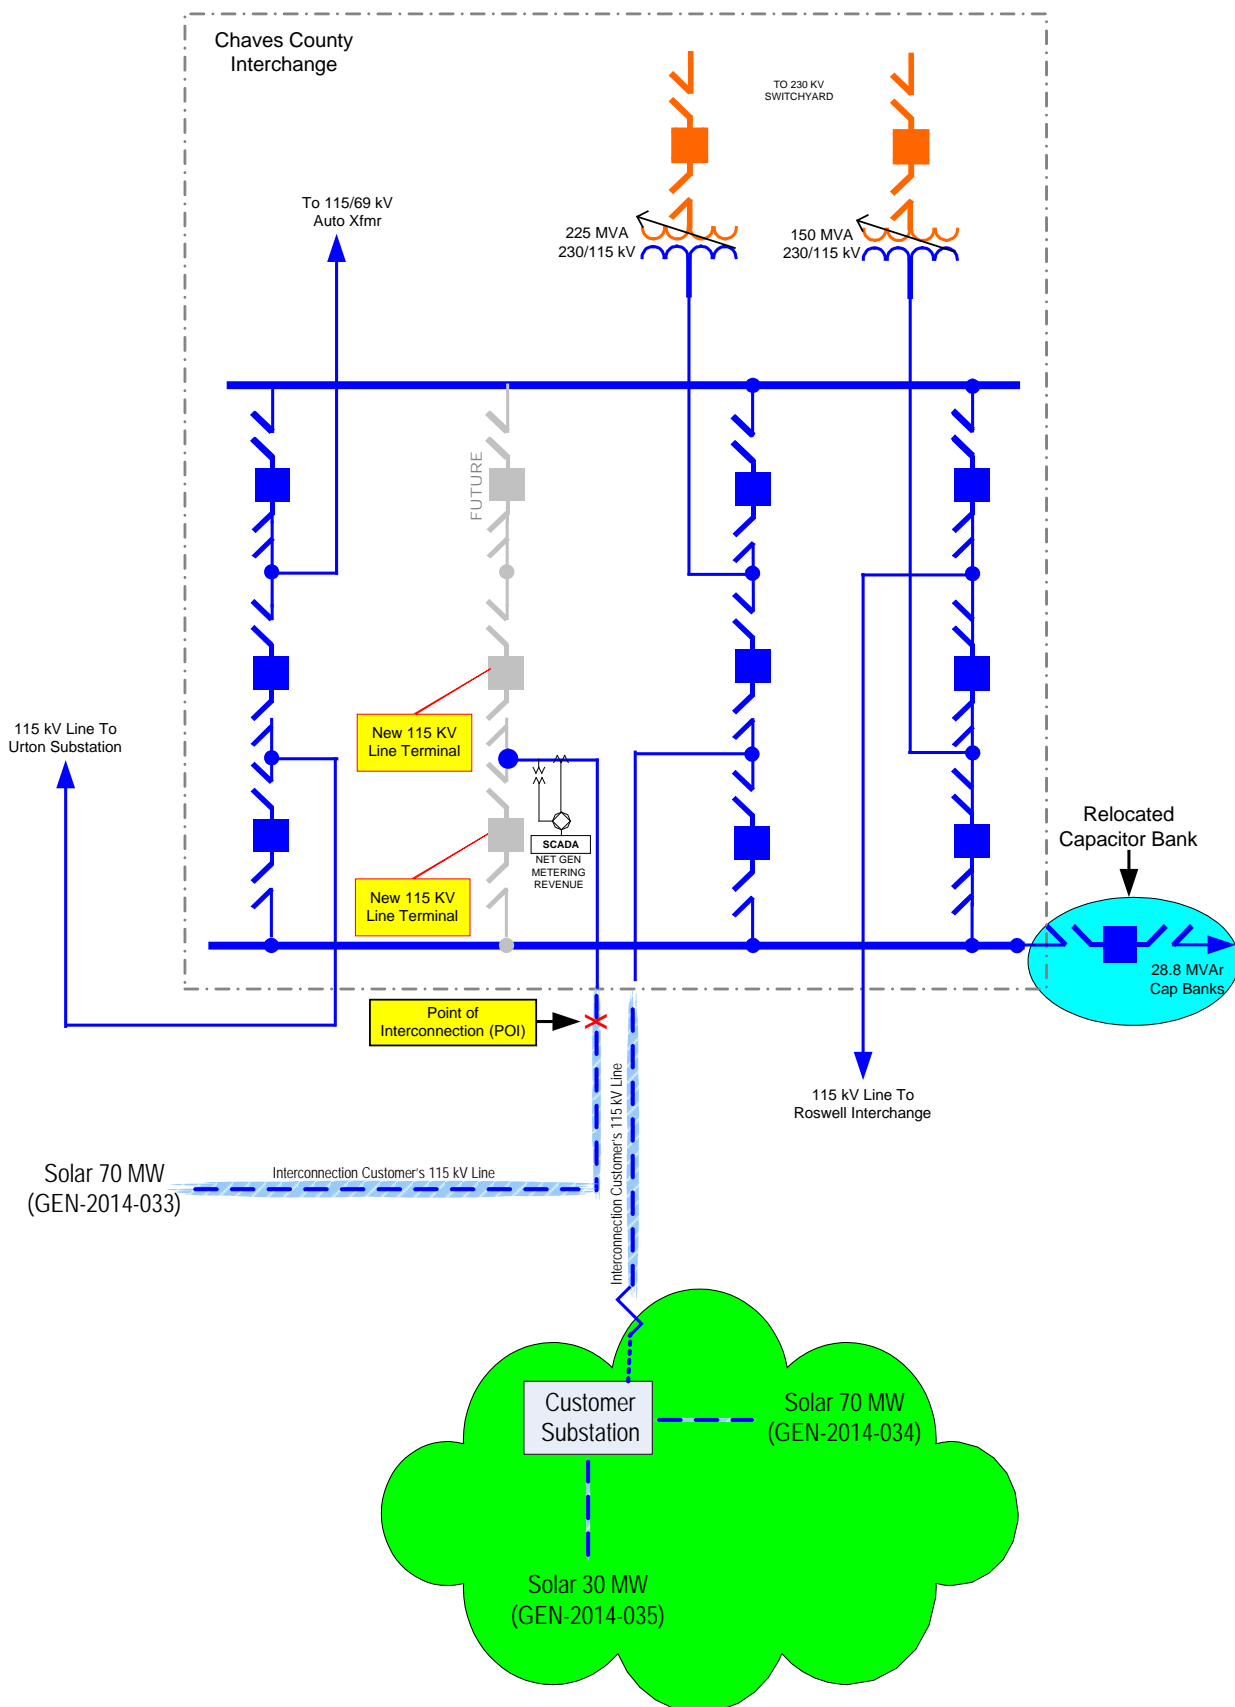 Chaves County
Interchange
TO 230 KV
SWITCHYARD
To 115/69 kV
Auto Xfmr
225 MVA
230/115 kV
150 MVA
230/115 kV
FUTURE
115 kV Line To
Urton Substation
New 115 KV
Line Terminal
SCADA
NET GEN
METERING
REVENUE
New 115 KV
Line Terminal
Relocated
Capacitor Bank
28.8 MVAr
Cap Banks
Point of
Interconnection (POI)
115 kV Line To
Roswell Interchange
Interconnection Customer's 115 kV Line
Solar 70 MW
(GEN-2014-033)
Interconnection Customer's 115 kV Line
Customer
Substation
Solar 70 MW
(GEN-2014-034)
Solar 30 MW
(GEN-2014-035)